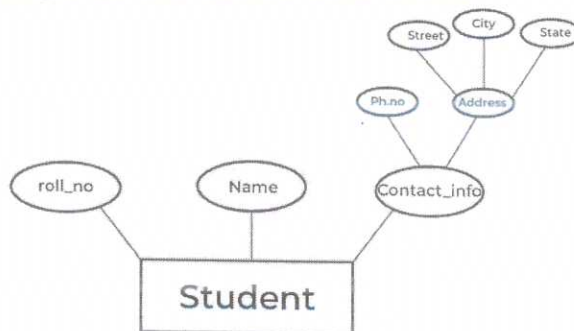 City
Street
State
Ph.no
Address
roll_no
Name
Contact_info
Student